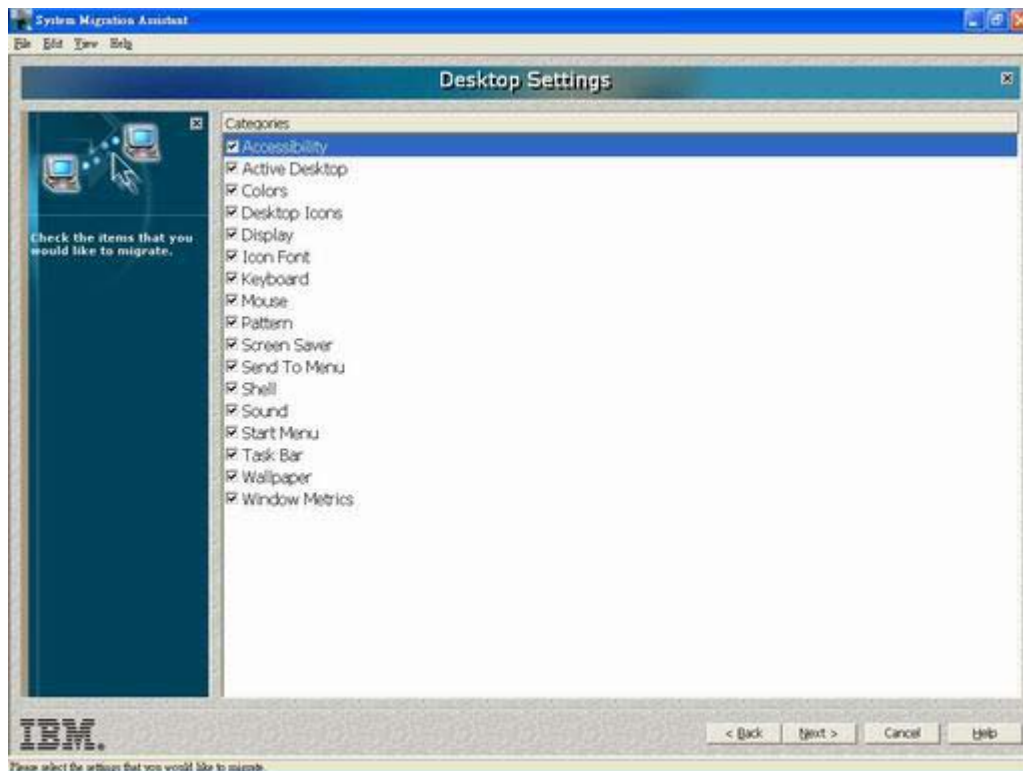 System Migration Assistant
File Edit View Help
Desktop Settings
Check the items that you
would like to migrate.
Categories
Accessibility
Active Desktop
Colors
Desktop Icons
Display
Icon Font
Keyboard
Mouse
Pattern
Screen Saver
Send To Menu
Shell
Sound
Start Menu
Task Bar
Wallpaper
Window Metrics
IBM.
< Back Next > Cancel Help
Please select the settings that you would like to migrate.